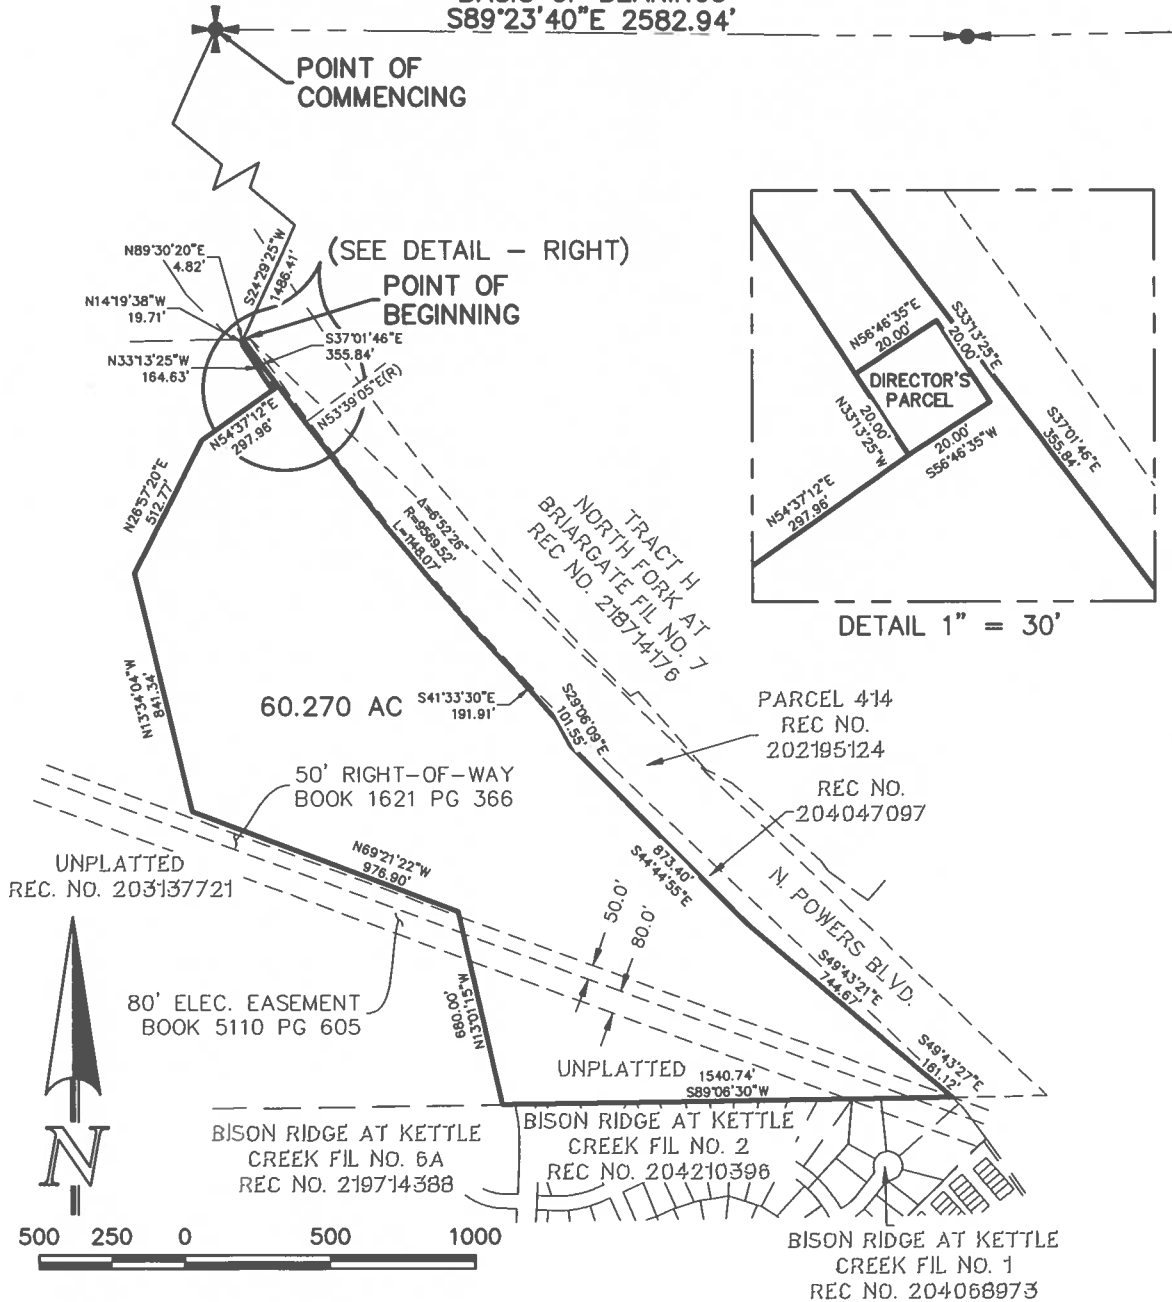 S89°23'40"E 2582.94'
POINT OF
COMMENCING
N89°30'20"E
4.82'
S24°29'25"W
1486.41'
(SEE DETAIL – RIGHT)
POINT OF
BEGINNING
N14°19'38"W
19.71'
S37°01'46"E
355.84'
N33°13'25"W
164.63'
N53°39'05"E(R)
N54°37'12"E
297.96'
N26°57'20"E
512.77'
Δ=6°52'26"
R=9569.52'
L=1148.07'
N56°46'35"E
20.00'
S33°13'25"E
20.00'
DIRECTOR'S
PARCEL
20.00'
N33°13'25"W
20.00'
S56°46'35"W
S37°01'46"E
355.84'
N54°37'12"E
297.96'
DETAIL 1" = 30'
TRACT H
NORTH FORK AT
BRIARGATE FIL NO. 7
REC NO. 218714176
N13°34'04"W
841.34'
60.270 AC
S41°33'30"E
191.91'
S29°06'09"E
101.55'
PARCEL 414
REC NO.
202195124
REC NO.
204047097
50' RIGHT-OF-WAY
BOOK 1621 PG 366
UNPLATTED
REC. NO. 203137721
N69°21'22"W
976.90'
873.40'
S44°44'55"E
N. POWERS BLVD.
50.0'
80.0'
80' ELEC. EASEMENT
BOOK 5110 PG 605
N13°01'15"W
680.00'
S49°43'21"E
744.67'
S49°43'27"E
161.12'
UNPLATTED
1540.74'
S89°06'30"W
BISON RIDGE AT KETTLE
CREEK FIL NO. 6A
REC NO. 219714388
BISON RIDGE AT KETTLE
CREEK FIL NO. 2
REC NO. 204210396
N
500 250 0 500 1000
BISON RIDGE AT KETTLE
CREEK FIL NO. 1
REC NO. 204068973